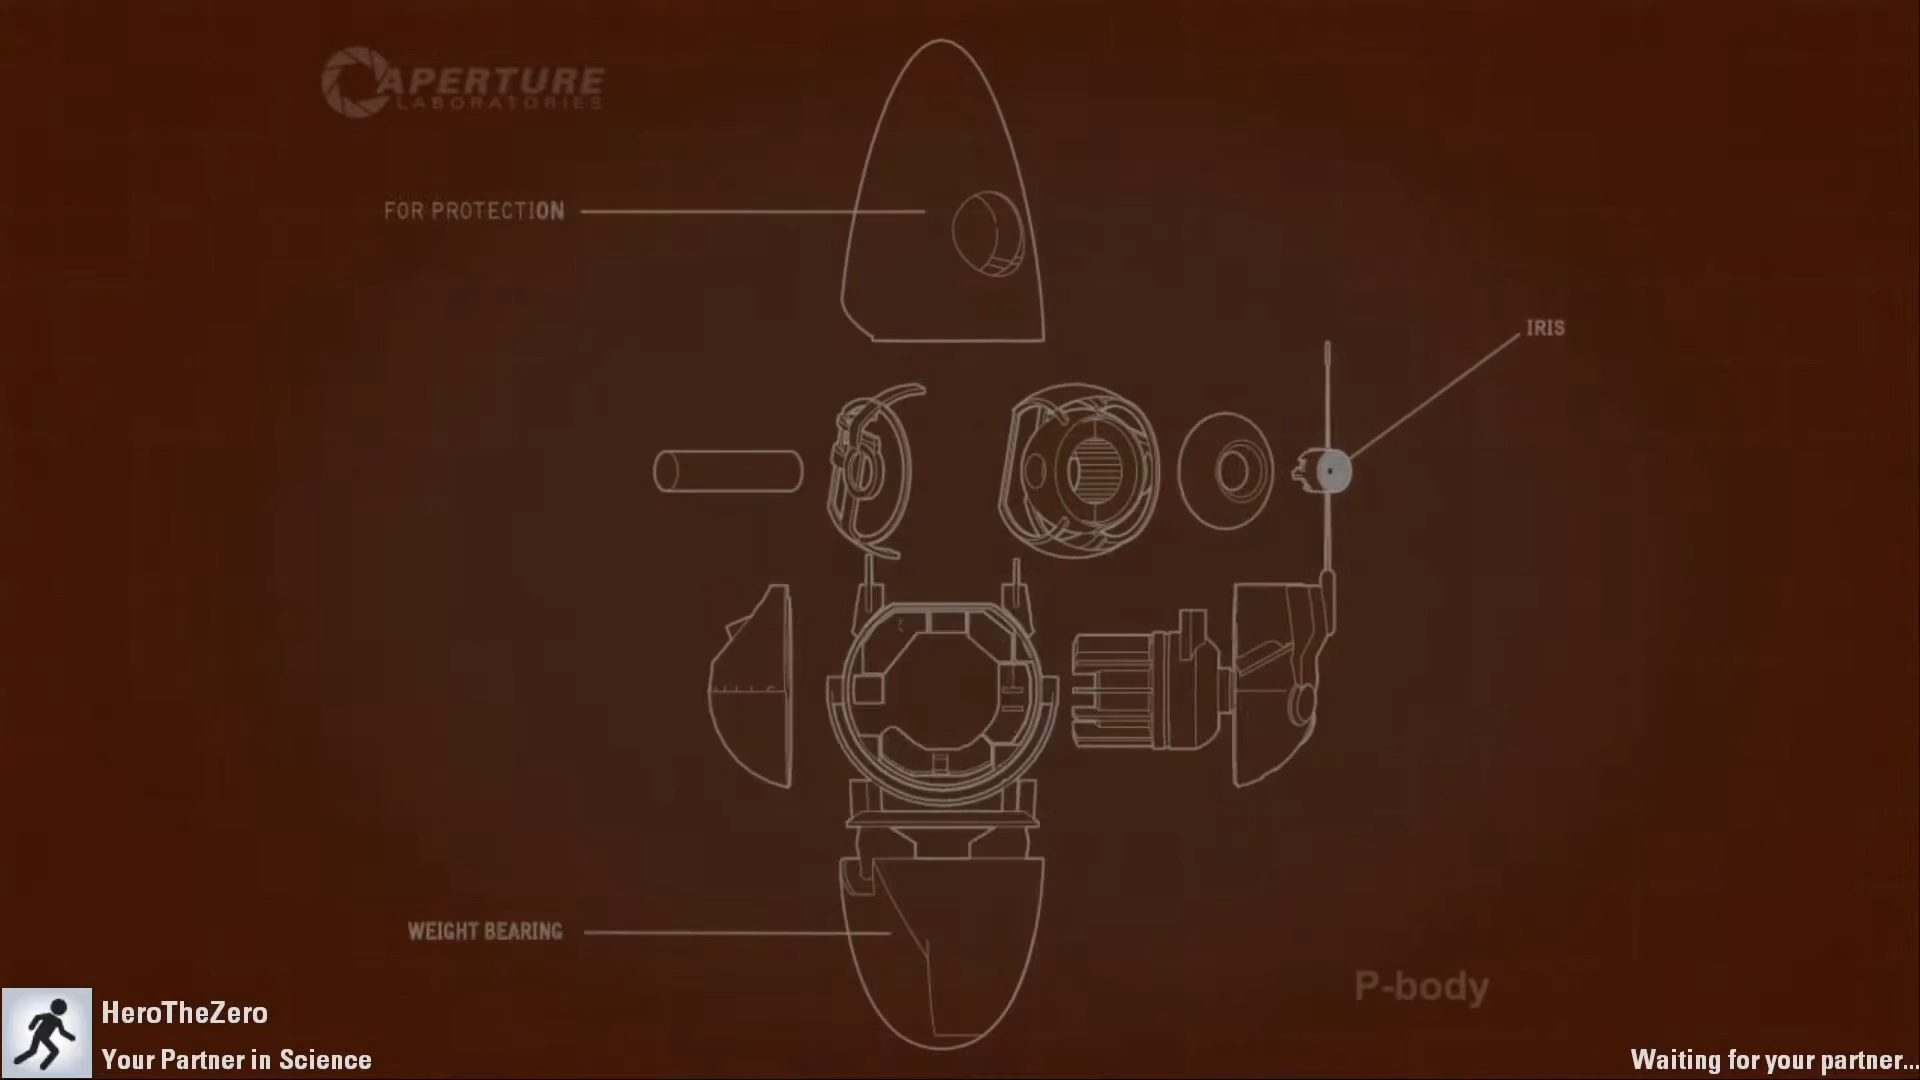 APERTURE
LABORATORIES
FOR PROTECTION
IRIS
WEIGHT BEARING
P-body
HeroTheZero
Your Partner in Science
Waiting for your partner...